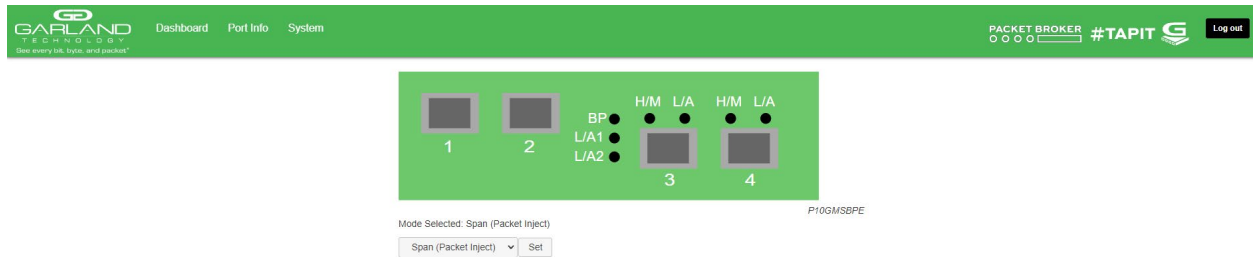 GARLAND
TECHNOLOGY
See every bit, byte, and packet®
Dashboard Port Info System
PACKET BROKER
#TAPIT
Log out
H/M L/A H/M L/A
BP
L/A1
L/A2
1 2
3 4
P10GMSBPE
Mode Selected: Span (Packet Inject)
Span (Packet Inject) Set